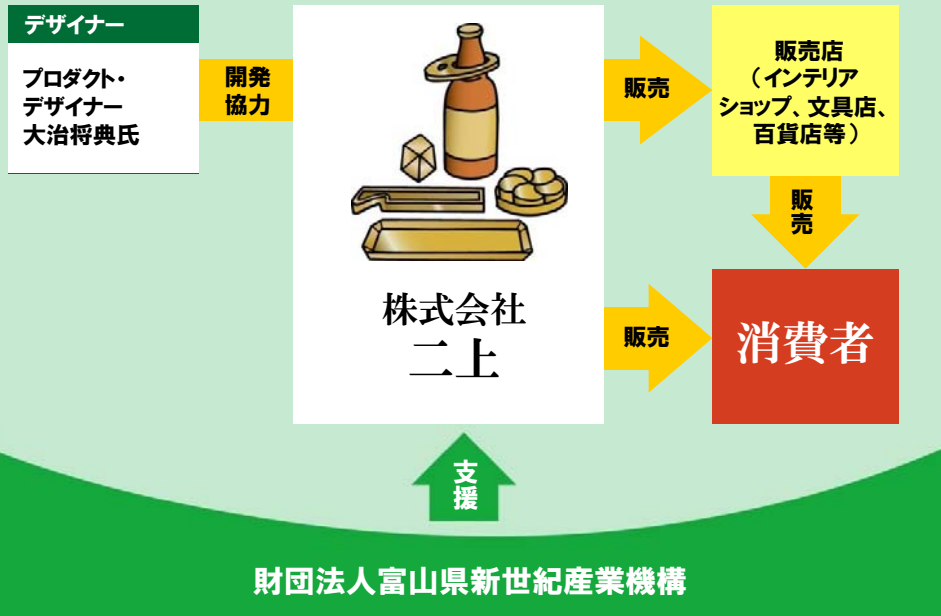 デザイナー
プロダクト・
デザイナー
大治将典氏
開発
協力
株式会社
二上
販売
販売店
（インテリア
ショップ、文具店、
百貨店等）
販売
販売
消費者
支援
財団法人富山県新世紀産業機構